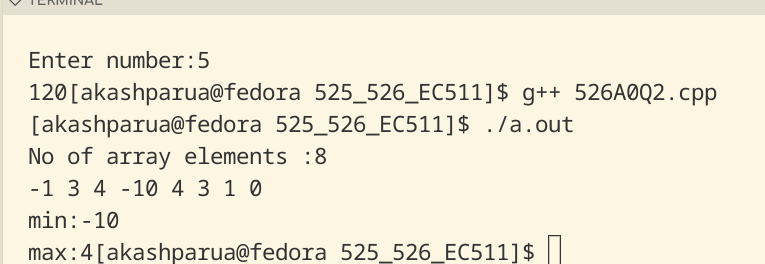 TERMINAL
Enter number:5
120[akashparua@fedora 525_526_EC511]$ g++ 526A0Q2.cpp
[akashparua@fedora 525_526_EC511]$ ./a.out
No of array elements :8
-1 3 4 -10 4 3 1 0
min:-10
max:4[akashparua@fedora 525_526_EC511]$